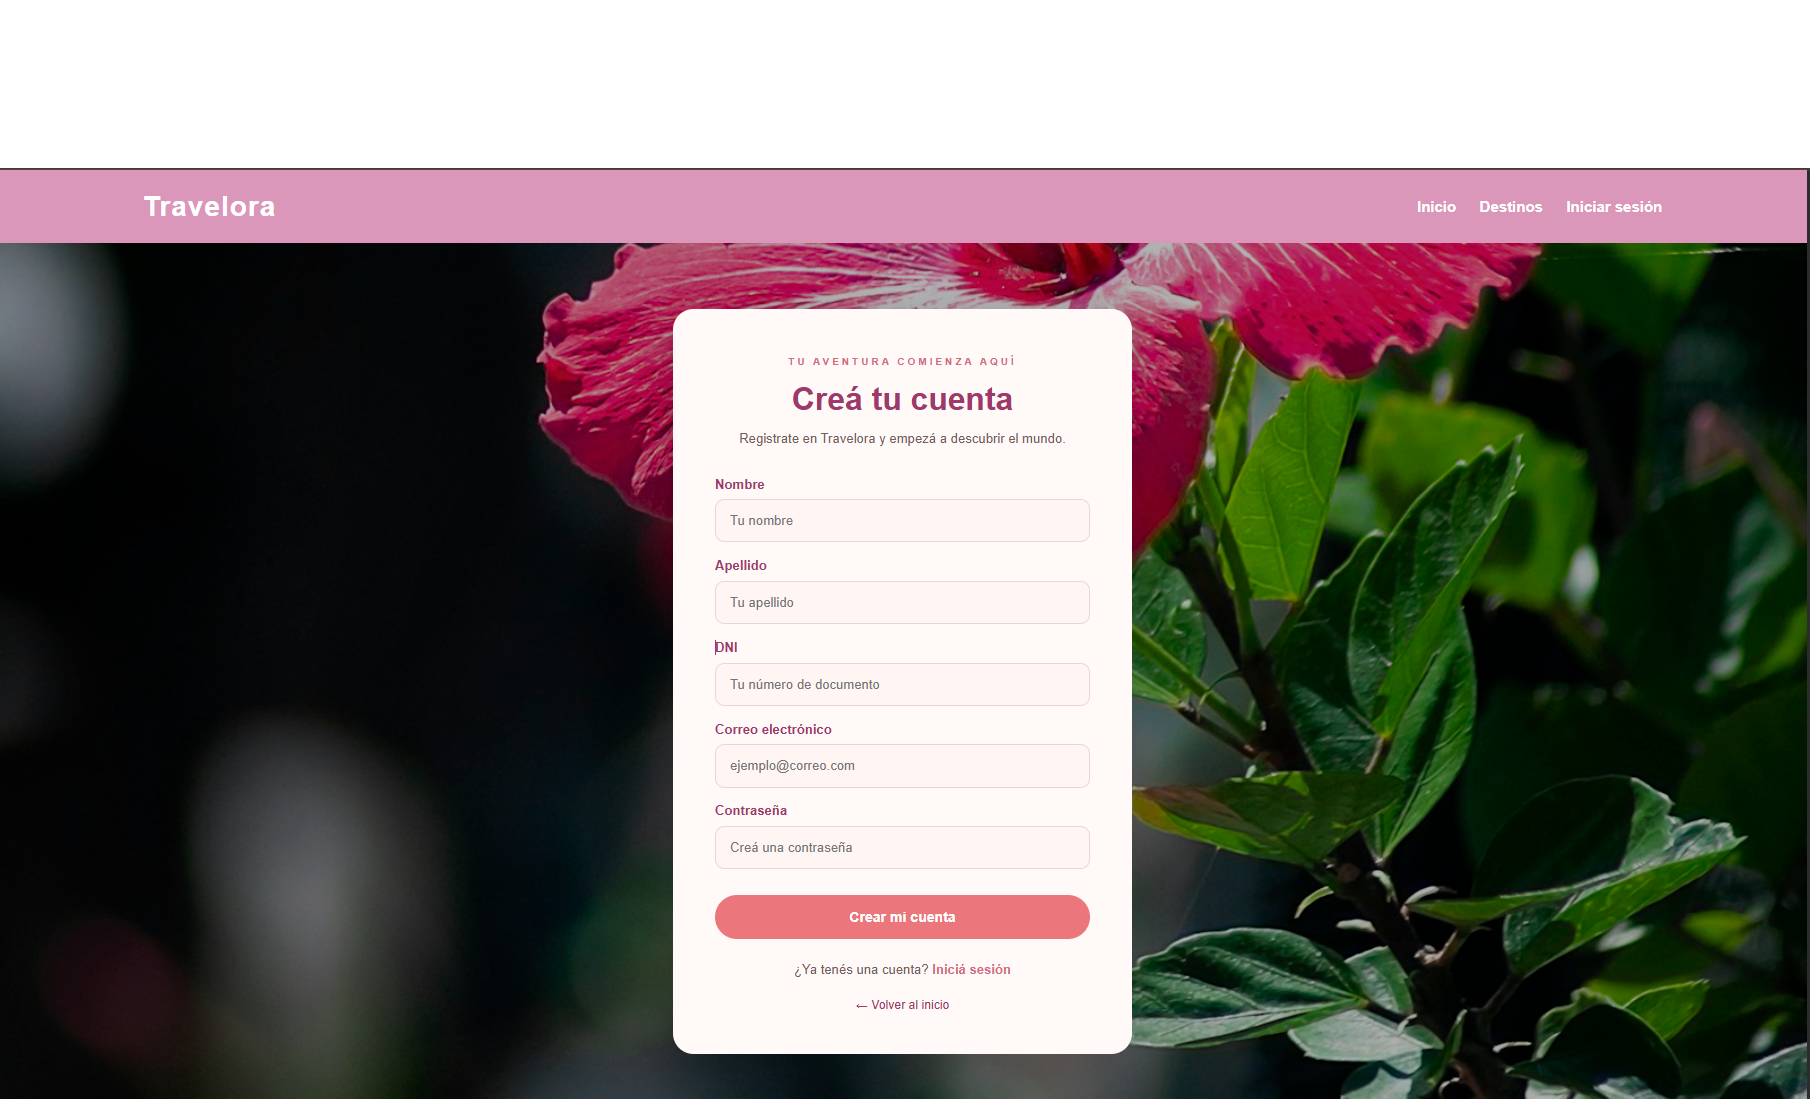 Travelora
Inicio Destinos Iniciar sesión
TU AVENTURA COMIENZA AQUÍ
Creá tu cuenta
Registrate en Travelora y empezá a descubrir el mundo.
Nombre
Tu nombre
Apellido
Tu apellido
DNI
Tu número de documento
Correo electrónico
ejemplo@correo.com
Contraseña
Creá una contraseña
Crear mi cuenta
¿Ya tenés una cuenta? Iniciá sesión
← Volver al inicio